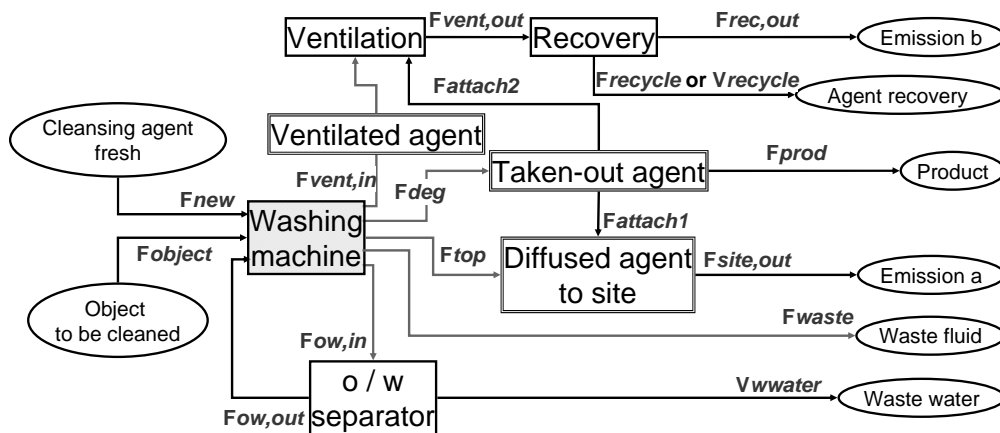 Ventilation
Fvent,out
Recovery
Frec,out
Emission b
Frecycle or Vrecycle
Fattach2
Agent recovery
Cleansing agent
fresh
Ventilated agent
Fvent,in
Fdeg
Taken-out agent
Fprod
Product
Fnew
Washing
machine
Fattach1
Fobject
Ftop
Diffused agent
to site
Fsite,out
Emission a
Object
to be cleaned
Fwaste
Waste fluid
Fow,in
o / w
separator
Fow,out
Vwwater
Waste water